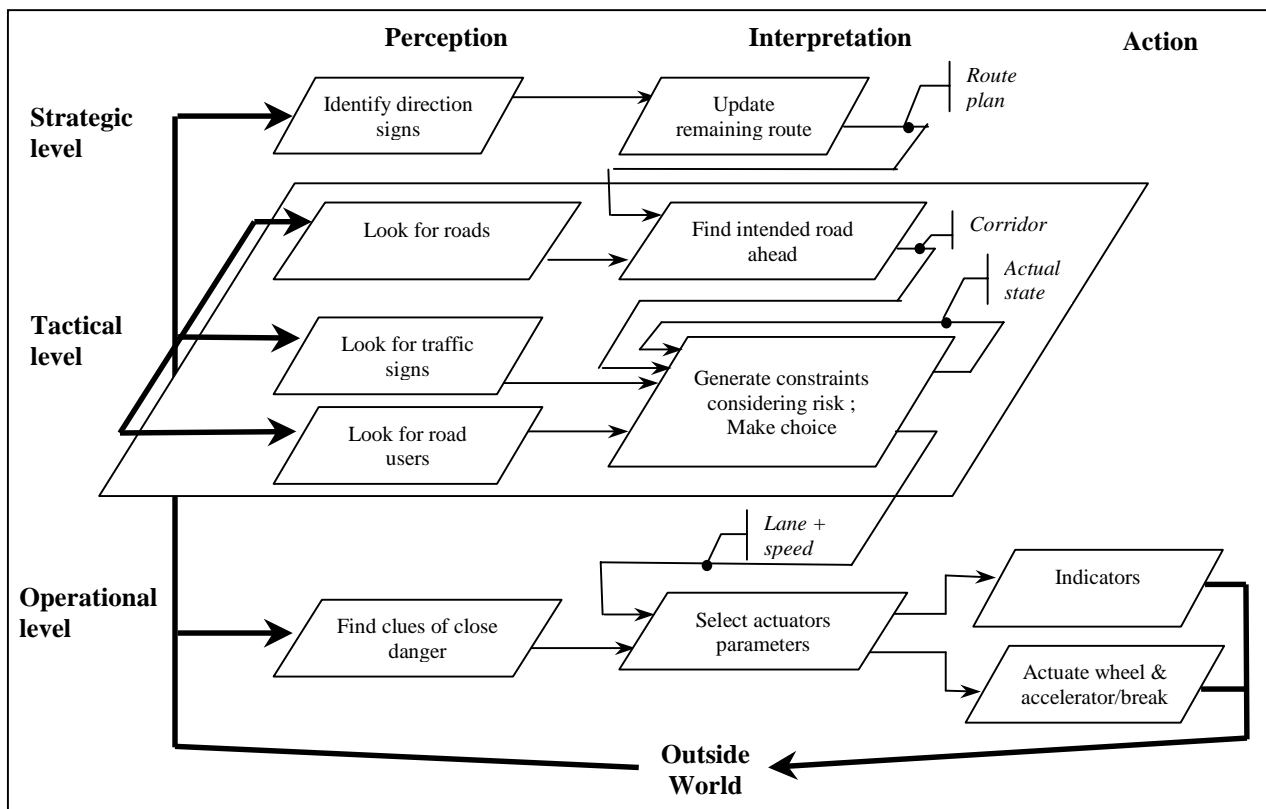 Perception
Interpretation
Action
Strategic
level
Identify direction
signs
Update
remaining route
Route
plan
Look for roads
Find intended road
ahead
Corridor
Actual
state
Tactical
level
Look for traffic
signs
Generate constraints
considering risk ;
Make choice
Look for road
users
Lane +
speed
Operational
level
Find clues of close
danger
Select actuators
parameters
Indicators
Actuate wheel &
accelerator/break
Outside
World